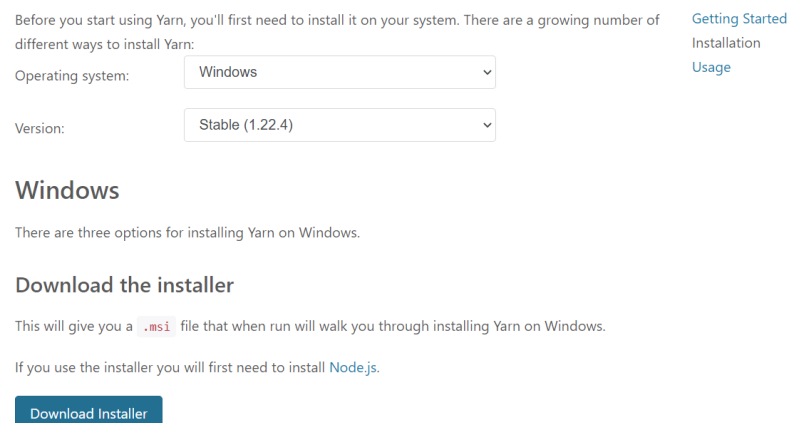 Before you start using Yarn, you'll first need to install it on your system. There are a growing number of
different ways to install Yarn:
Operating system:
Windows
Version:
Stable (1.22.4)
Windows
There are three options for installing Yarn on Windows.
Download the installer
This will give you a .msi file that when run will walk you through installing Yarn on Windows.
If you use the installer you will first need to install Node.js.
Download Installer
Getting Started
Installation
Usage